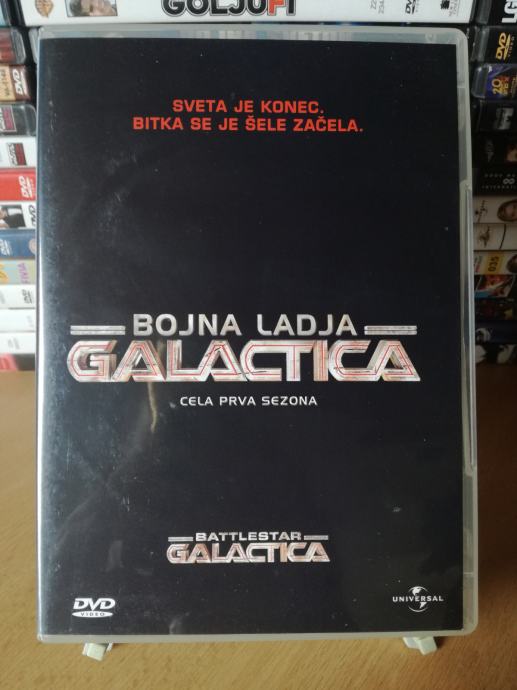 GOLJUFI
SVETA JE KONEC.
BITKA SE JE ŠELE ZAČELA.
BOJNA LADJA
GALACTICA
CELA PRVA SEZONA
BATTLESTAR
GALACTICA
DVD
VIDEO
UNIVERSAL